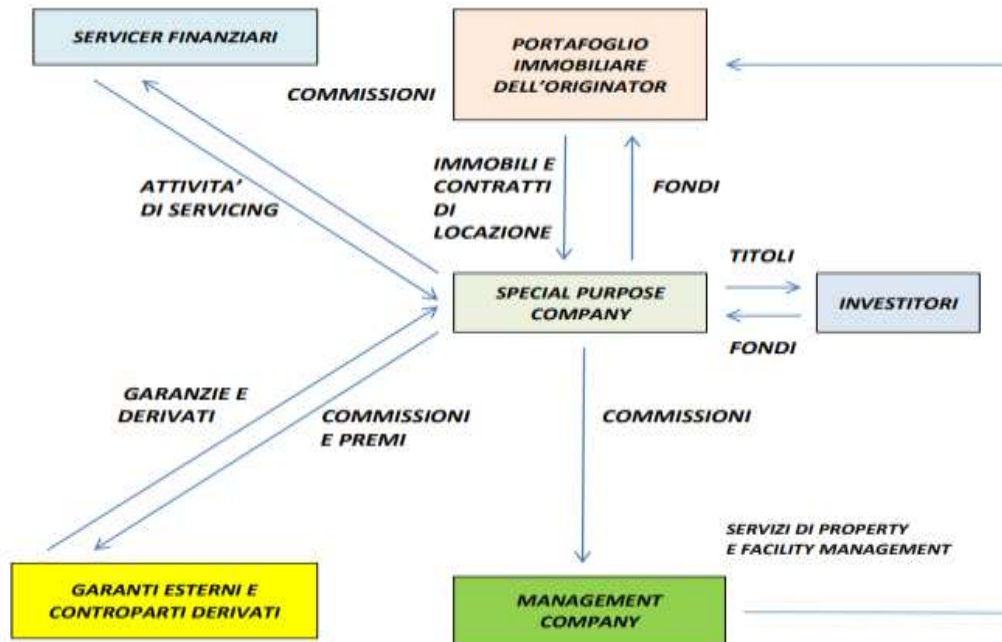 SERVICER FINANZIARI
PORTAFOGLIO
IMMOBILIARE
DELL'ORIGINATOR
COMMISSIONI
ATTIVITA'
DI SERVICING
IMMOBILI E
CONTRATTI
DI
LOCAZIONE
FONDI
TITOLI
SPECIAL PURPOSE
COMPANY
INVESTITORI
FONDI
GARANZIE E
DERIVATI
COMMISSIONI
E PREMI
COMMISSIONI
SERVIZI DI PROPERTY
E FACILITY MANAGEMENT
GARANTI ESTERNI E
CONTROPARTI DERIVATI
MANAGEMENT
COMPANY